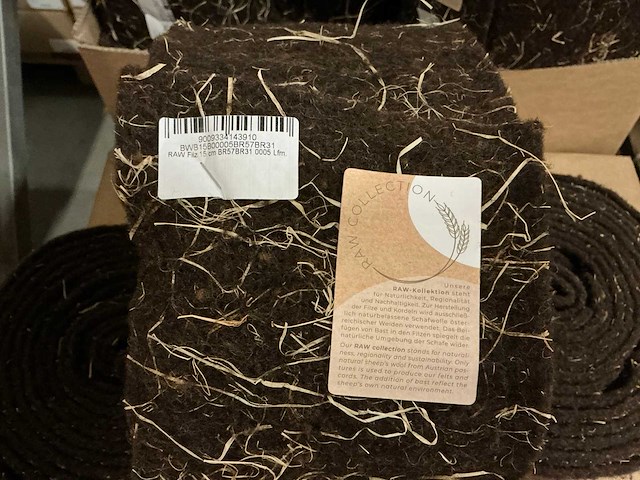 9009334143910
BWB15B00005BR57BR31
RAW Filz 15 cm BR57BR31 0005 Lfm.
RAW COLLECTION
Unsere
RAW-Kollektion steht
für Natürlichkeit, Regionalität
und Nachhaltigkeit. Zur Herstellung
der Filze und Kordeln wird ausschließ-
lich naturbelassene Schafwolle öster-
reichischer Weiden verwendet. Das Bei-
fügen von Bast in den Filzen spiegelt die
natürliche Umgebung der Schafe wider.
Our RAW collection stands for natural-
ness, regionality and sustainability. Only
natural sheep's wool from Austrian pas-
tures is used to produce our felts and
cords. The addition of bast reflect the
sheep's own natural environment.